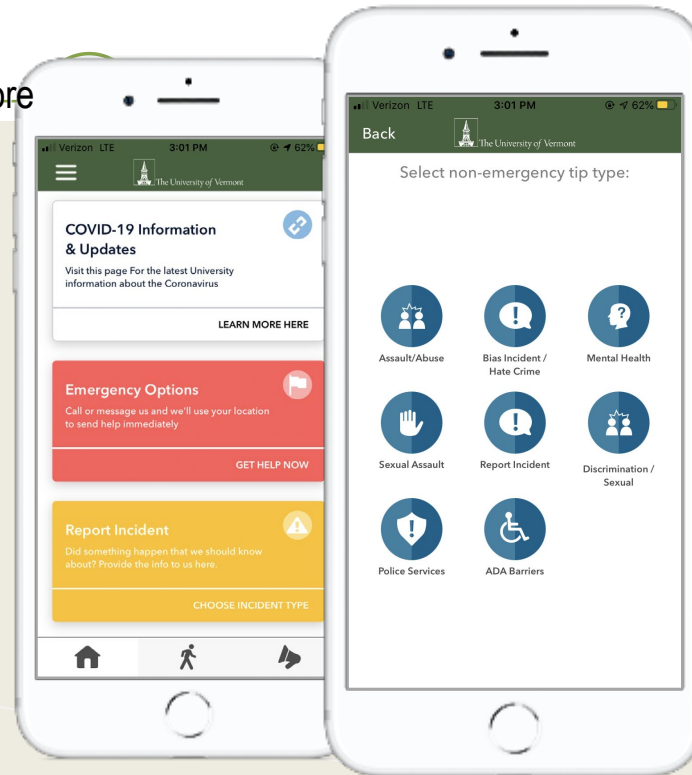 ore
Verizon LTE 3:01 PM 62%
The University of Vermont
COVID-19 Information
& Updates
Visit this page For the latest University
information about the Coronavirus
LEARN MORE HERE
Emergency Options
Call or message us and we'll use your location
to send help immediately
GET HELP NOW
Report Incident
Did something happen that we should know
about? Provide the info to us here.
CHOOSE INCIDENT TYPE
Verizon LTE 3:01 PM 62%
Back
The University of Vermont
Select non-emergency tip type:
Assault/Abuse
Bias Incident /
Hate Crime
Mental Health
Sexual Assault
Report Incident
Discrimination /
Sexual
Police Services
ADA Barriers